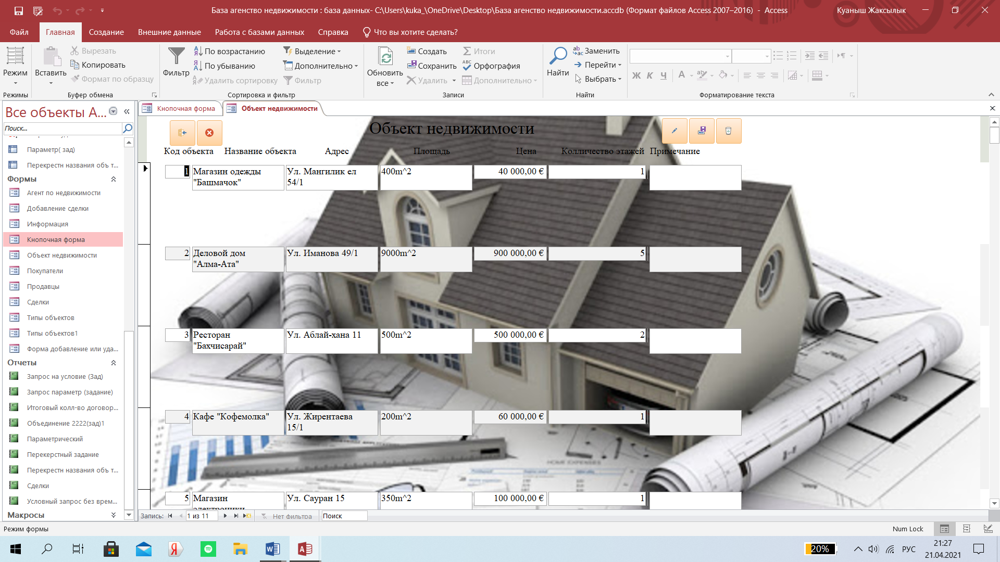 База агенство недвижимости : база данных- C:\Users\kuka_\OneDrive\Desktop\База агенство недвижимости.accdb (Формат файлов Access 2007–2016) - Access
Куаныш Жаксылык
Файл Главная Создание Внешние данные Работа с базами данных Справка Что вы хотите сделать?
Режим
Режимы
Вставить
Вырезать
Копировать
Формат по образцу
Буфер обмена
Фильтр
По возрастанию
По убыванию
Удалить сортировку
Выделение
Дополнительно
Фильтр
Сортировка и фильтр
Обновить
все
Создать
Сохранить
Удалить
Итоги
Орфография
Дополнительно
Записи
Найти
Заменить
Перейти
Выбрать
Найти
Ж К Ч
Форматирование текста
Все объекты A...
Поиск...
Параметр( зад)
Перекрестн названия объ т...
Формы
Агент по недвижимости
Добавление сделки
Информация
Кнопочная форма
Объект недвижимости
Покупатели
Продавцы
Сделки
Типы объектов
Типы объектов1
Форма добавление или уда...
Отчеты
Запрос на условие (Зад)
Запрос параметр (задание)
Итоговый колл-во договор...
Объединение 2222(зад)1
Параметрический
Перекерстный задание
Перекрестн названия объ т...
Сделки
Условный запрос без врем...
Макросы
Кнопочная форма Объект недвижимости
Объект недвижимости
Код объекта Название объекта Адрес Площадь Цена Колличество этажей Примечание
1 Магазин одежды "Башмачок" Ул. Мангилик ел 54/1 400m^2 40 000,00 € 1
2 Деловой дом "Алма-Ата" Ул. Иманова 49/1 9000m^2 900 000,00 € 5
3 Ресторан "Бахчисарай" Ул. Аблай-хана 11 500m^2 500 000,00 € 2
4 Кафе "Кофемолка" Ул. Жирентаева 15/1 200m^2 60 000,00 € 1
HOME EXPENSES
5 Магазин электроники Ул. Сауран 15 350m^2 100 000,00 € 1
Запись: 1 из 11 Нет фильтра Поиск
Режим формы
Num Lock
20%
РУС
21:27
21.04.2021